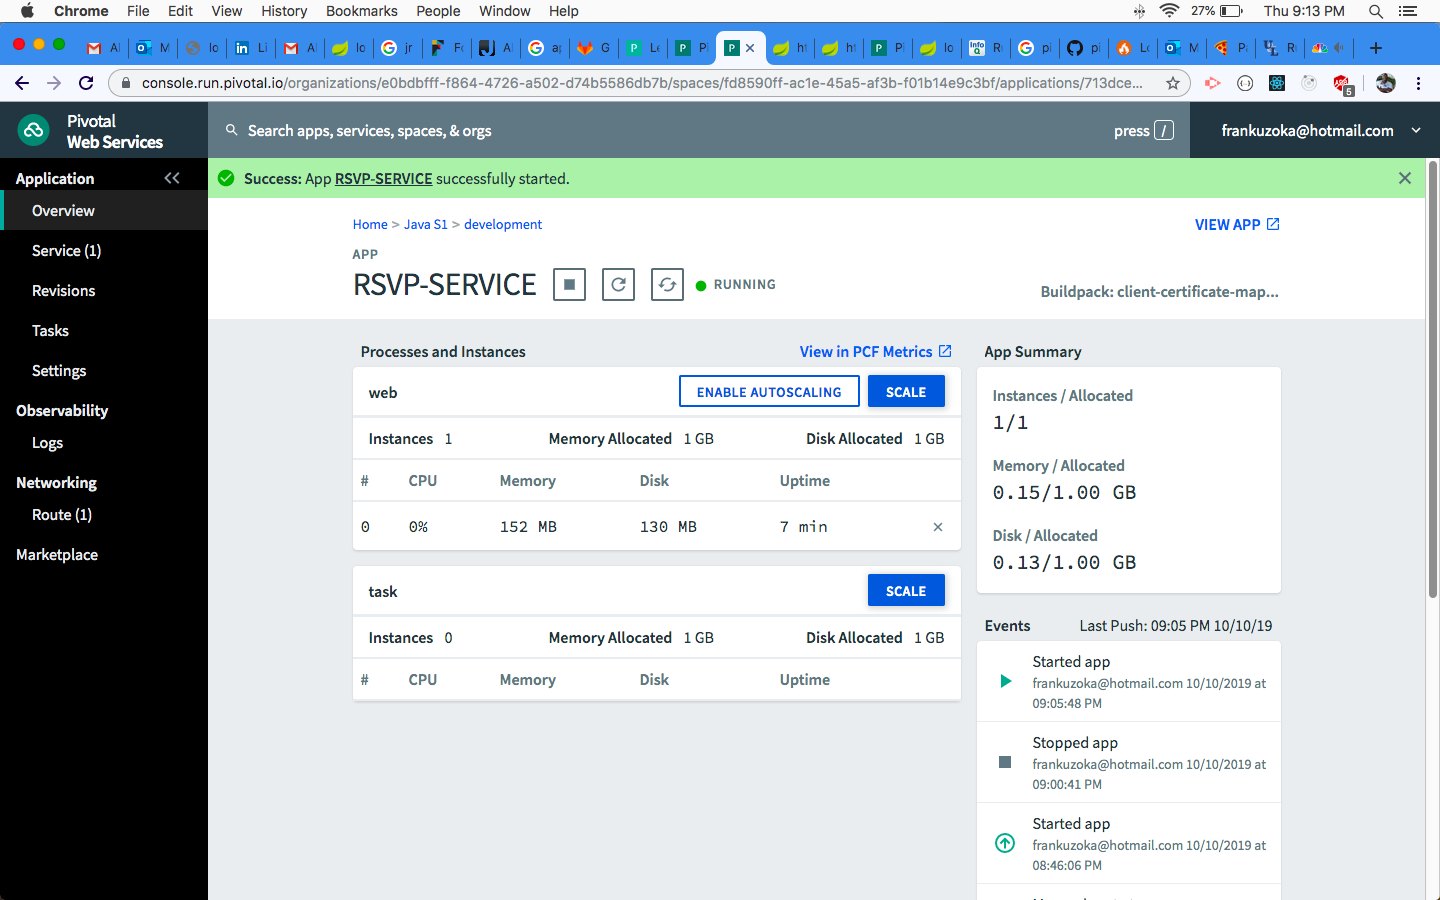 Chrome File Edit View History Bookmarks People Window Help 27% Thu 9:13 PM
console.run.pivotal.io/organizations/e0bdbfff-f864-4726-a502-d74b5586db7b/spaces/fd8590ff-ac1e-45a5-af3b-f01b14e9c3bf/applications/713dce...
5
Pivotal
Web Services
Search apps, services, spaces, & orgs
press /
frankuzoka@hotmail.com
Application
Overview
Service (1)
Revisions
Tasks
Settings
Observability
Logs
Networking
Route (1)
Marketplace
Success: App RSVP-SERVICE successfully started.
Home > Java S1 > development
VIEW APP
APP
RSVP-SERVICE
RUNNING
Buildpack: client-certificate-map...
Processes and Instances
View in PCF Metrics
web
ENABLE AUTOSCALING
SCALE
Instances 1 Memory Allocated 1 GB Disk Allocated 1 GB
# CPU Memory Disk Uptime
0 0% 152 MB 130 MB 7 min
task
SCALE
Instances 0 Memory Allocated 1 GB Disk Allocated 1 GB
# CPU Memory Disk Uptime
App Summary
Instances / Allocated
1/1
Memory / Allocated
0.15/1.00 GB
Disk / Allocated
0.13/1.00 GB
Events
Last Push: 09:05 PM 10/10/19
Started app
frankuzoka@hotmail.com 10/10/2019 at
09:05:48 PM
Stopped app
frankuzoka@hotmail.com 10/10/2019 at
09:00:41 PM
Started app
frankuzoka@hotmail.com 10/10/2019 at
08:46:06 PM